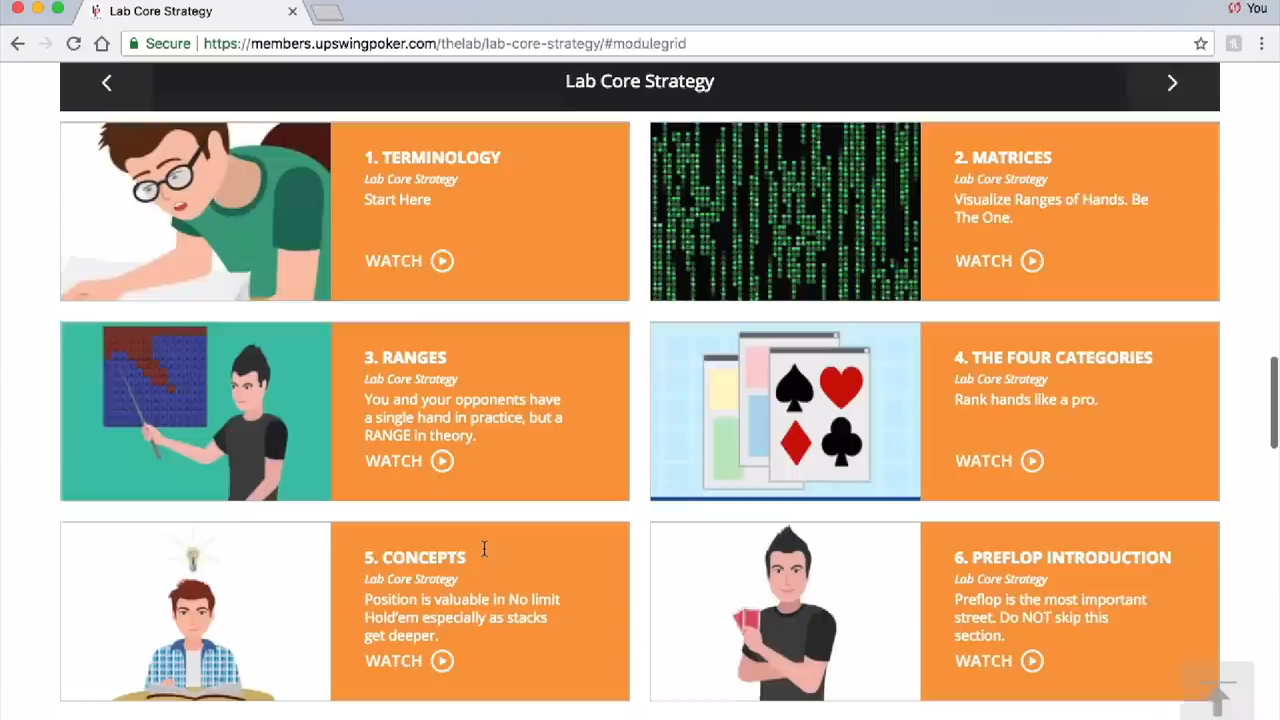 Lab Core Strategy
You
Secure
https://members.upswingpoker.com/thelab/lab-core-strategy/#modulegrid
Lab Core Strategy
1. TERMINOLOGY
Lab Core Strategy
Start Here
WATCH
2. MATRICES
Lab Core Strategy
Visualize Ranges of Hands. Be
The One.
WATCH
3. RANGES
Lab Core Strategy
You and your opponents have
a single hand in practice, but a
RANGE in theory.
WATCH
4. THE FOUR CATEGORIES
Lab Core Strategy
Rank hands like a pro.
WATCH
5. CONCEPTS
Lab Core Strategy
Position is valuable in No limit
Hold'em especially as stacks
get deeper.
WATCH
6. PREFLOP INTRODUCTION
Lab Core Strategy
Preflop is the most important
street. Do NOT skip this
section.
WATCH